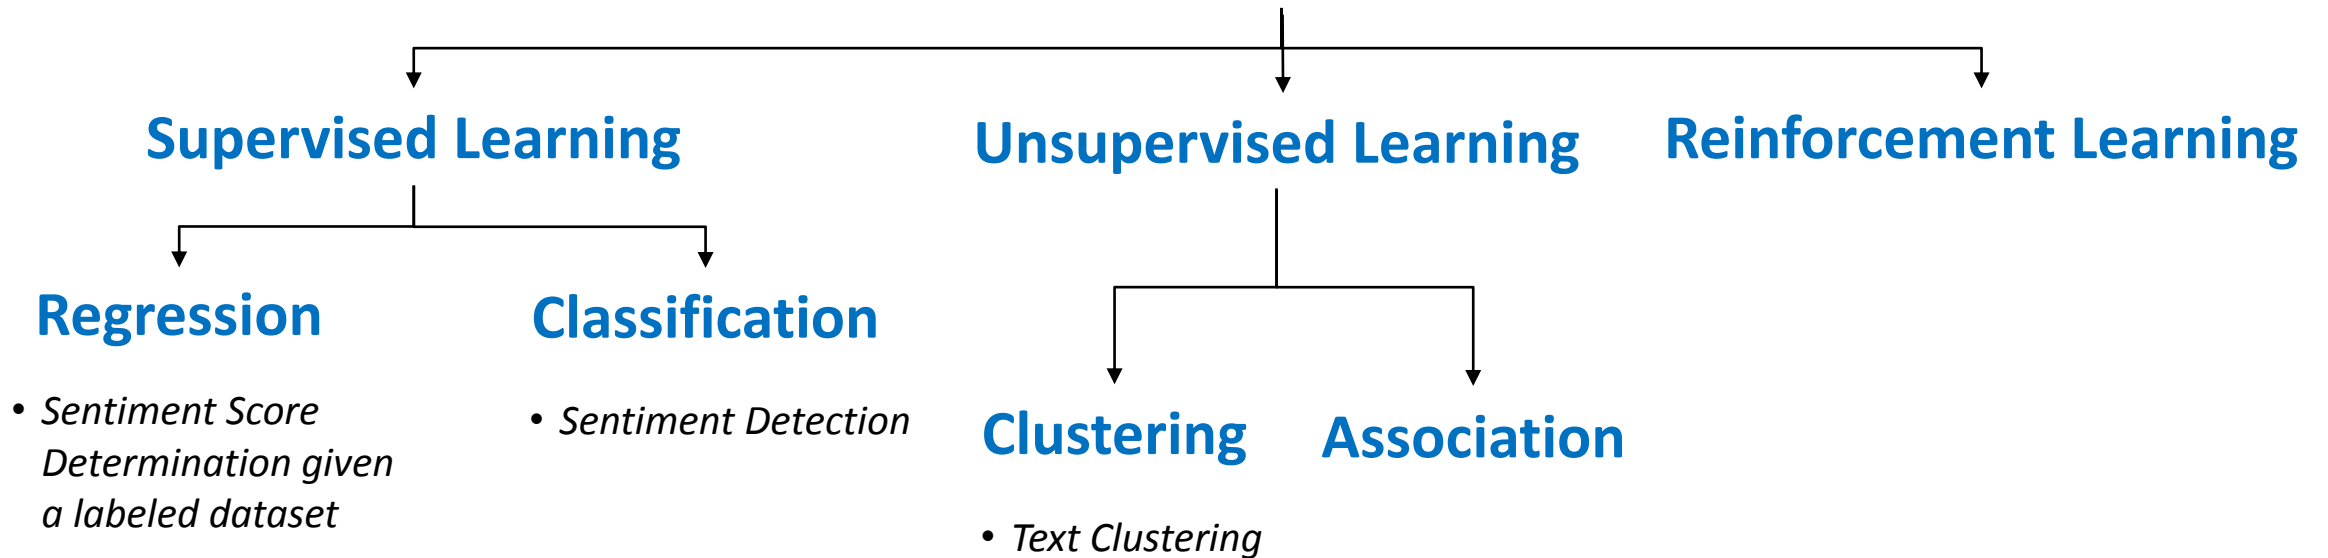 Supervised Learning
Unsupervised Learning
Reinforcement Learning
Regression
Classification
• Sentiment Score
Determination given
a labeled dataset
• Sentiment Detection
Clustering
Association
• Text Clustering